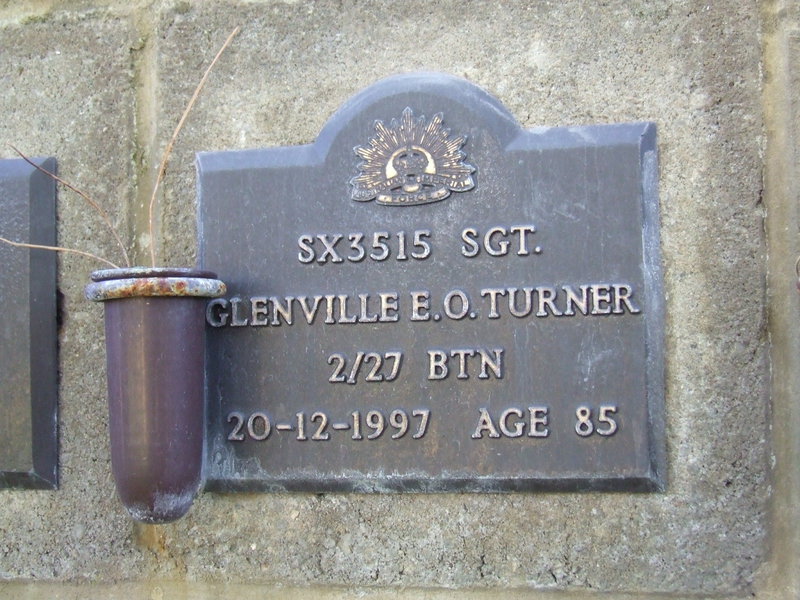 SX3515 SGT.
GLENVILLE E.O. TURNER
2/27 BTN
20-12-1997 AGE 85